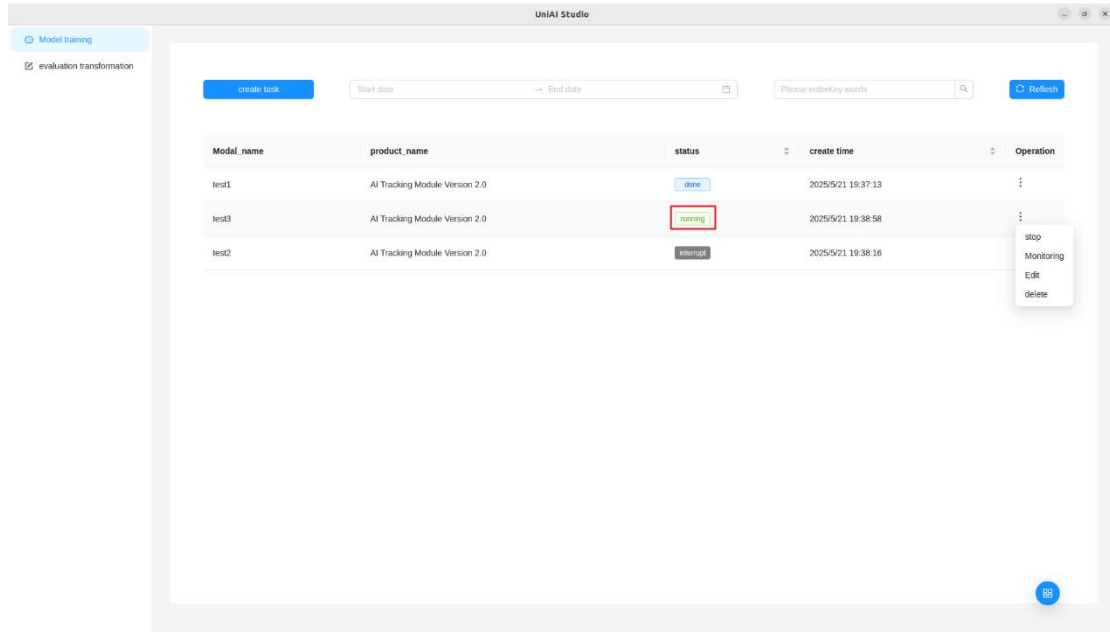 UniAI Studio
Model training
evaluation transformation
create task
Start date → End date
Please enterKey words
Reflesh
Modal_name product_name status create time Operation
test1 AI Tracking Module Version 2.0 done 2025/5/21 19:37:13
test3 AI Tracking Module Version 2.0 running 2025/5/21 19:38:58
test2 AI Tracking Module Version 2.0 interrupt 2025/5/21 19:38:16
stop
Monitoring
Edit
delete